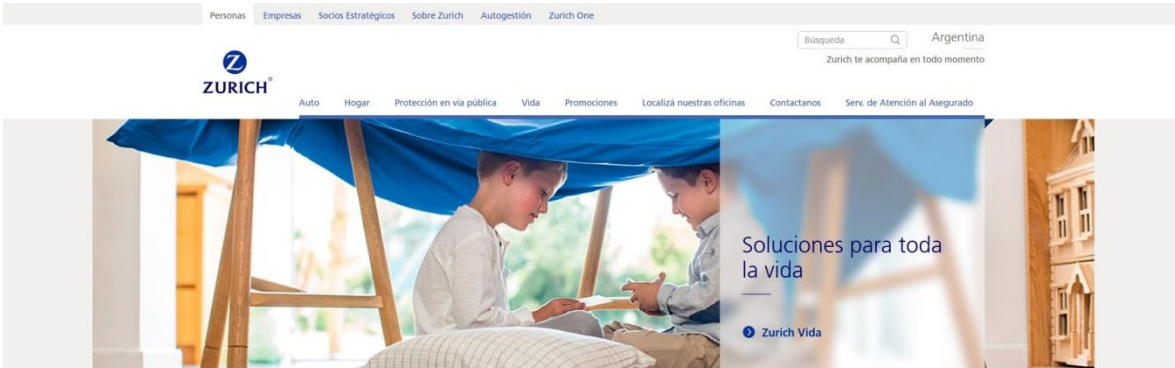 Personas Empresas Socios Estratégicos Sobre Zurich Autogestión Zurich One
Búsqueda
Argentina
Zurich te acompaña en todo momento
Z
ZURICH®
Auto Hogar Protección en vía pública Vida Promociones Localizá nuestras oficinas Contactanos Serv. de Atención al Asegurado
Soluciones para toda
la vida
Zurich Vida